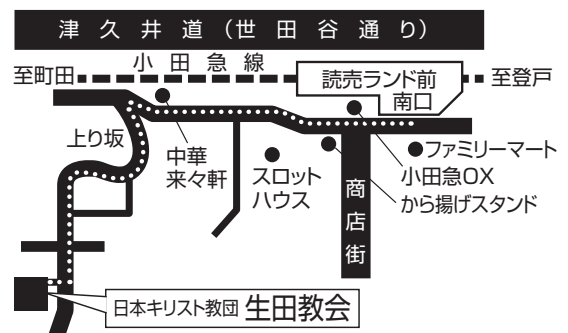 津久井道（世田谷通り）
小田急線
至町田
読売ランド前
南口
至登戸
上り坂
中華
来々軒
スロット
ハウス
商店街
ファミリーマート
小田急OX
から揚げスタンド
日本キリスト教団 生田教会